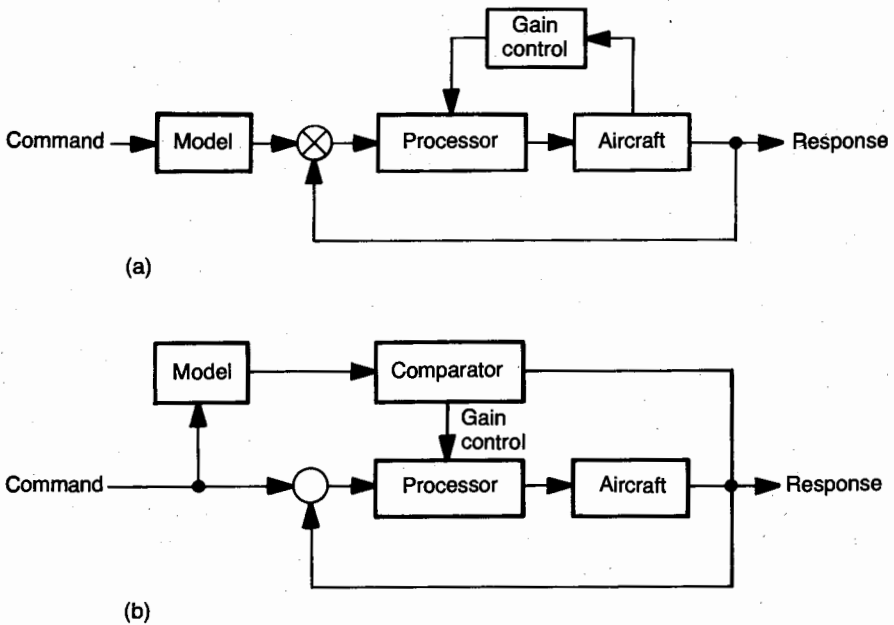 Gain
control
Command
Model
Processor
Aircraft
Response
(a)
Model
Comparator
Gain
control
Command
Processor
Aircraft
Response
(b)